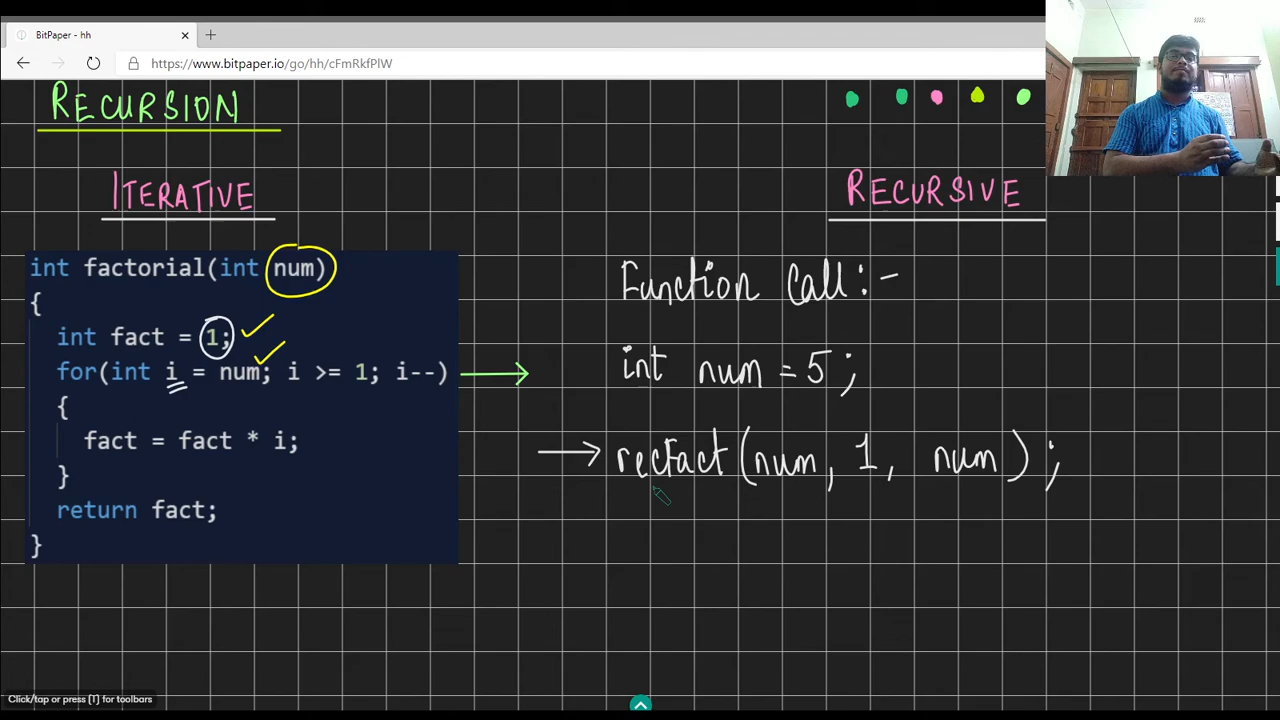 BitPaper - hh
https://www.bitpaper.io/go/hh/cFmRkfPlW
RECURSION
ITERATIVE
int factorial(int num)
{
int fact = 1;
for(int i = num; i >= 1; i--)
{
fact = fact * i;
}
return fact;
}
RECURSIVE
Function Call:-
int num = 5;
→ recFact(num, 1, num);
Click/tap or press [1] for toolbars